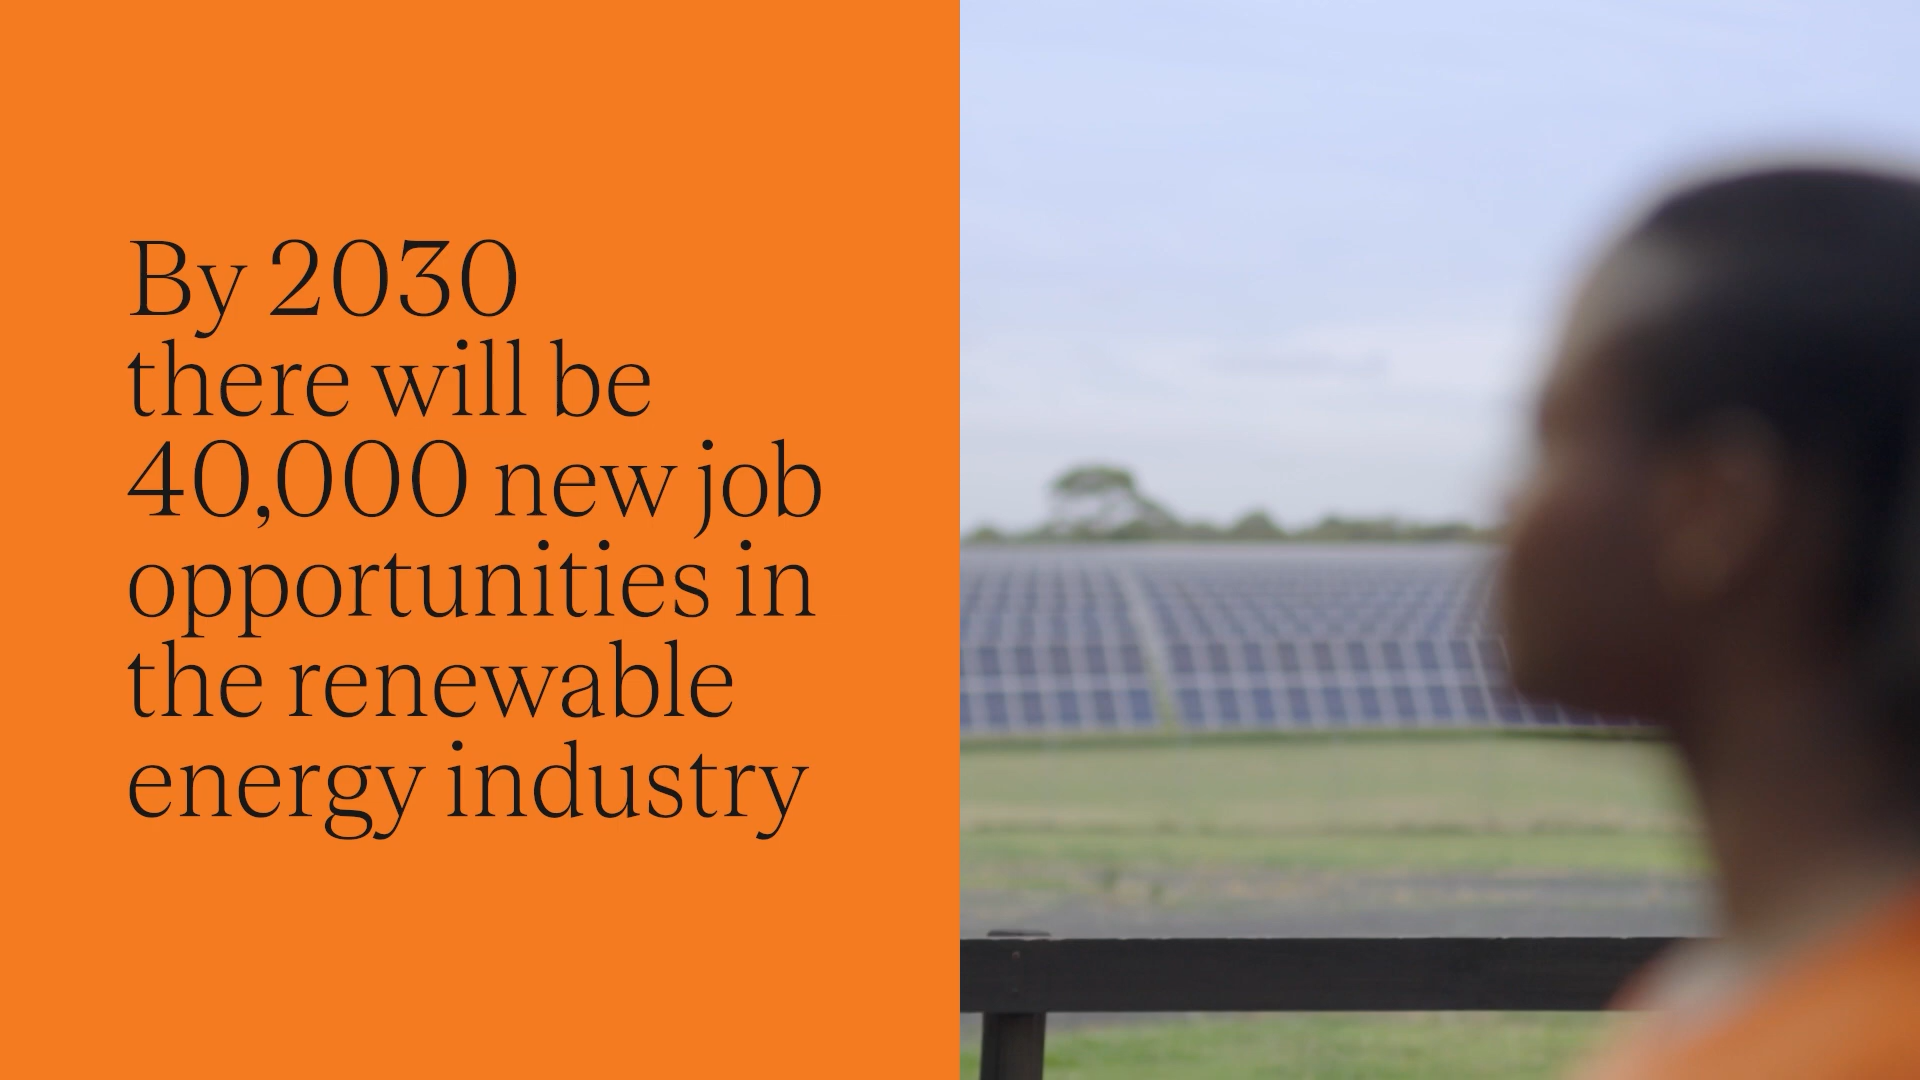 By 2030
there will be
40,000 new job
opportunities in
the renewable
energy industry